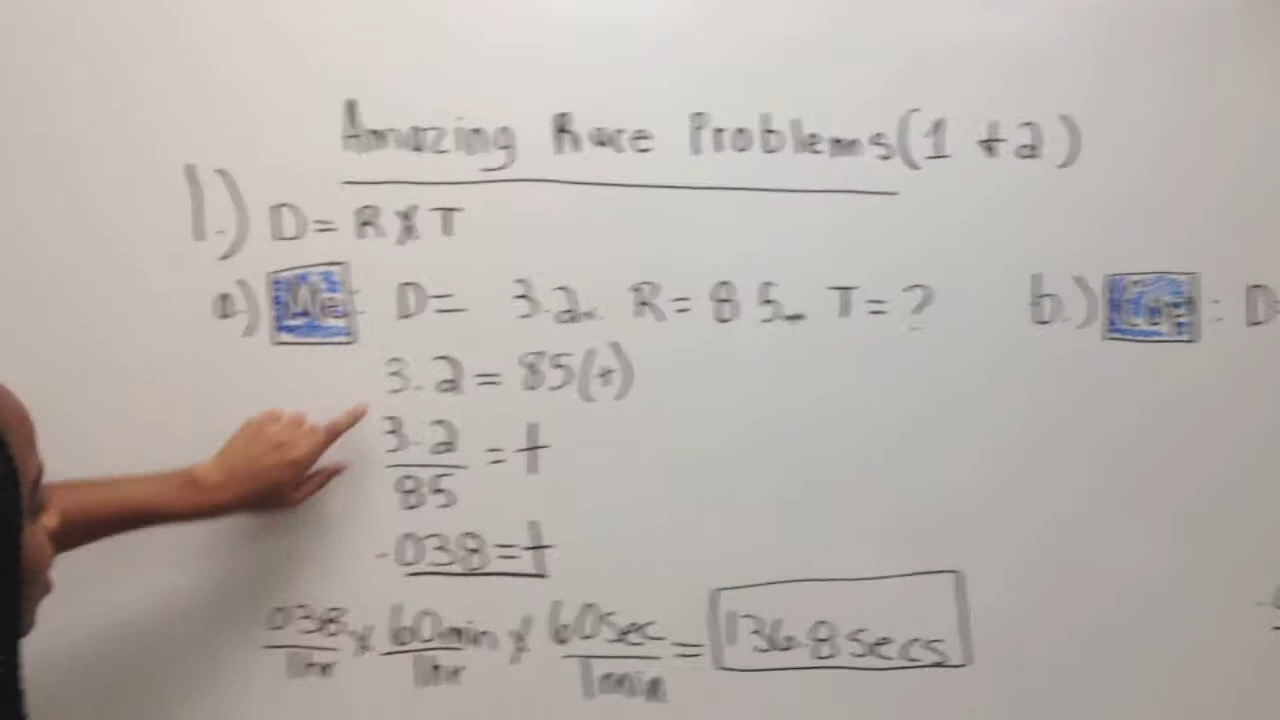 Amazing Race Problems (1 + 2)
1.) D = R x T
a) Me: D = 3.2 R = 85 T = ?
b.) : D
3.2 = 85(t)
3.2/85 = t
.038 = t
.038/1hr x 60min/1hr x 60sec/1min = 136.8 secs